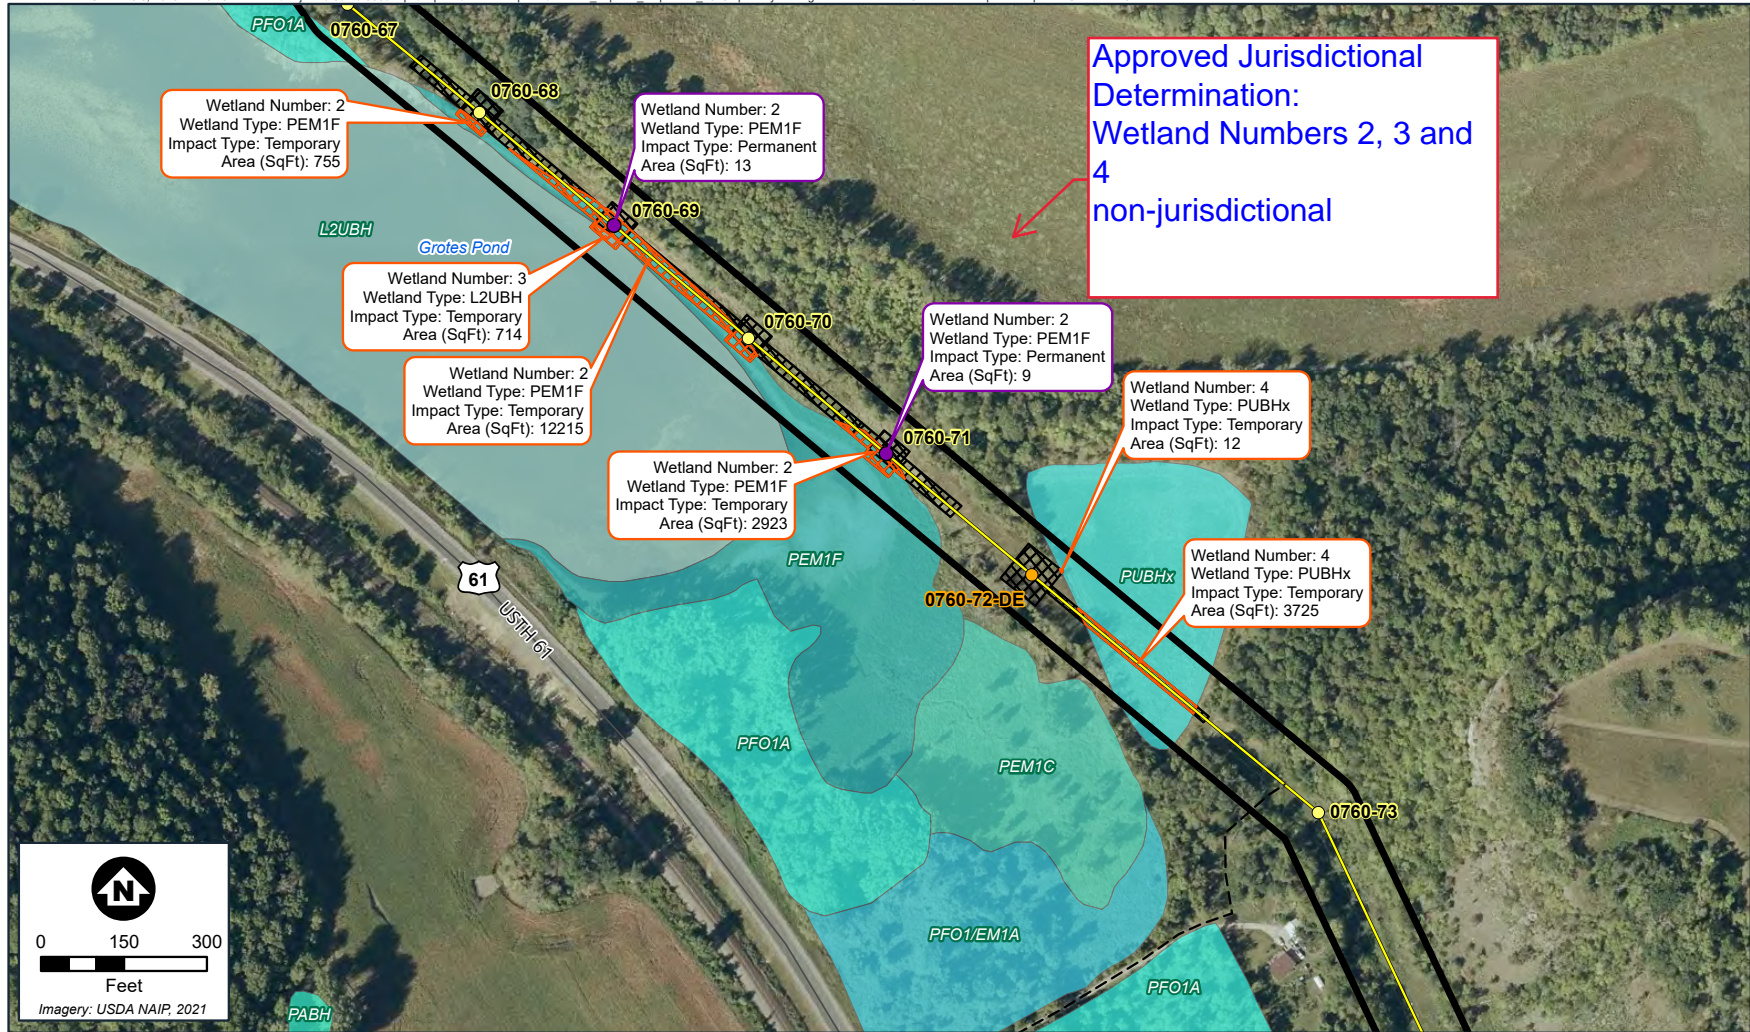 PFO1A
0760-67
Approved Jurisdictional
Determination:
Wetland Numbers 2, 3 and
4
non-jurisdictional
0760-68
Wetland Number: 2
Wetland Type: PEM1F
Impact Type: Temporary
Area (SqFt): 755
Wetland Number: 2
Wetland Type: PEM1F
Impact Type: Permanent
Area (SqFt): 13
0760-69
L2UBH
Grotes Pond
Wetland Number: 3
Wetland Type: L2UBH
Impact Type: Temporary
Area (SqFt): 714
0760-70
Wetland Number: 2
Wetland Type: PEM1F
Impact Type: Permanent
Area (SqFt): 9
Wetland Number: 2
Wetland Type: PEM1F
Impact Type: Temporary
Area (SqFt): 12215
Wetland Number: 4
Wetland Type: PUBHx
Impact Type: Temporary
Area (SqFt): 12
0760-71
Wetland Number: 2
Wetland Type: PEM1F
Impact Type: Temporary
Area (SqFt): 2923
PEM1F
61
USTH 61
0760-72-DE
PUBHx
Wetland Number: 4
Wetland Type: PUBHx
Impact Type: Temporary
Area (SqFt): 3725
PFO1A
PEM1C
0760-73
PFO1/EM1A
PFO1A
PABH
N
0 150 300
Feet
Imagery: USDA NAIP, 2021